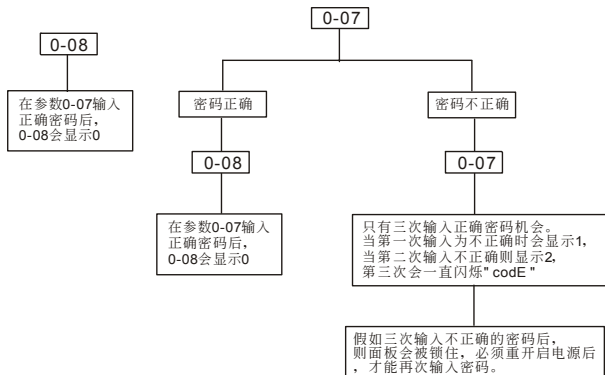 0-08
在参数0-07输入
正确密码后,
0-08会显示0
0-07
密码正确
0-08
在参数0-07输入
正确密码后,
0-08会显示0
密码不正确
0-07
只有三次输入正确密码机会。
当第一次输入为不正确时会显示1,
当第二次输入不正确则显示2,
第三次会一直闪烁" codE "
假如三次输入不正确的密码后,
则面板会被锁住，必须重开启电源后
，才能再次输入密码。